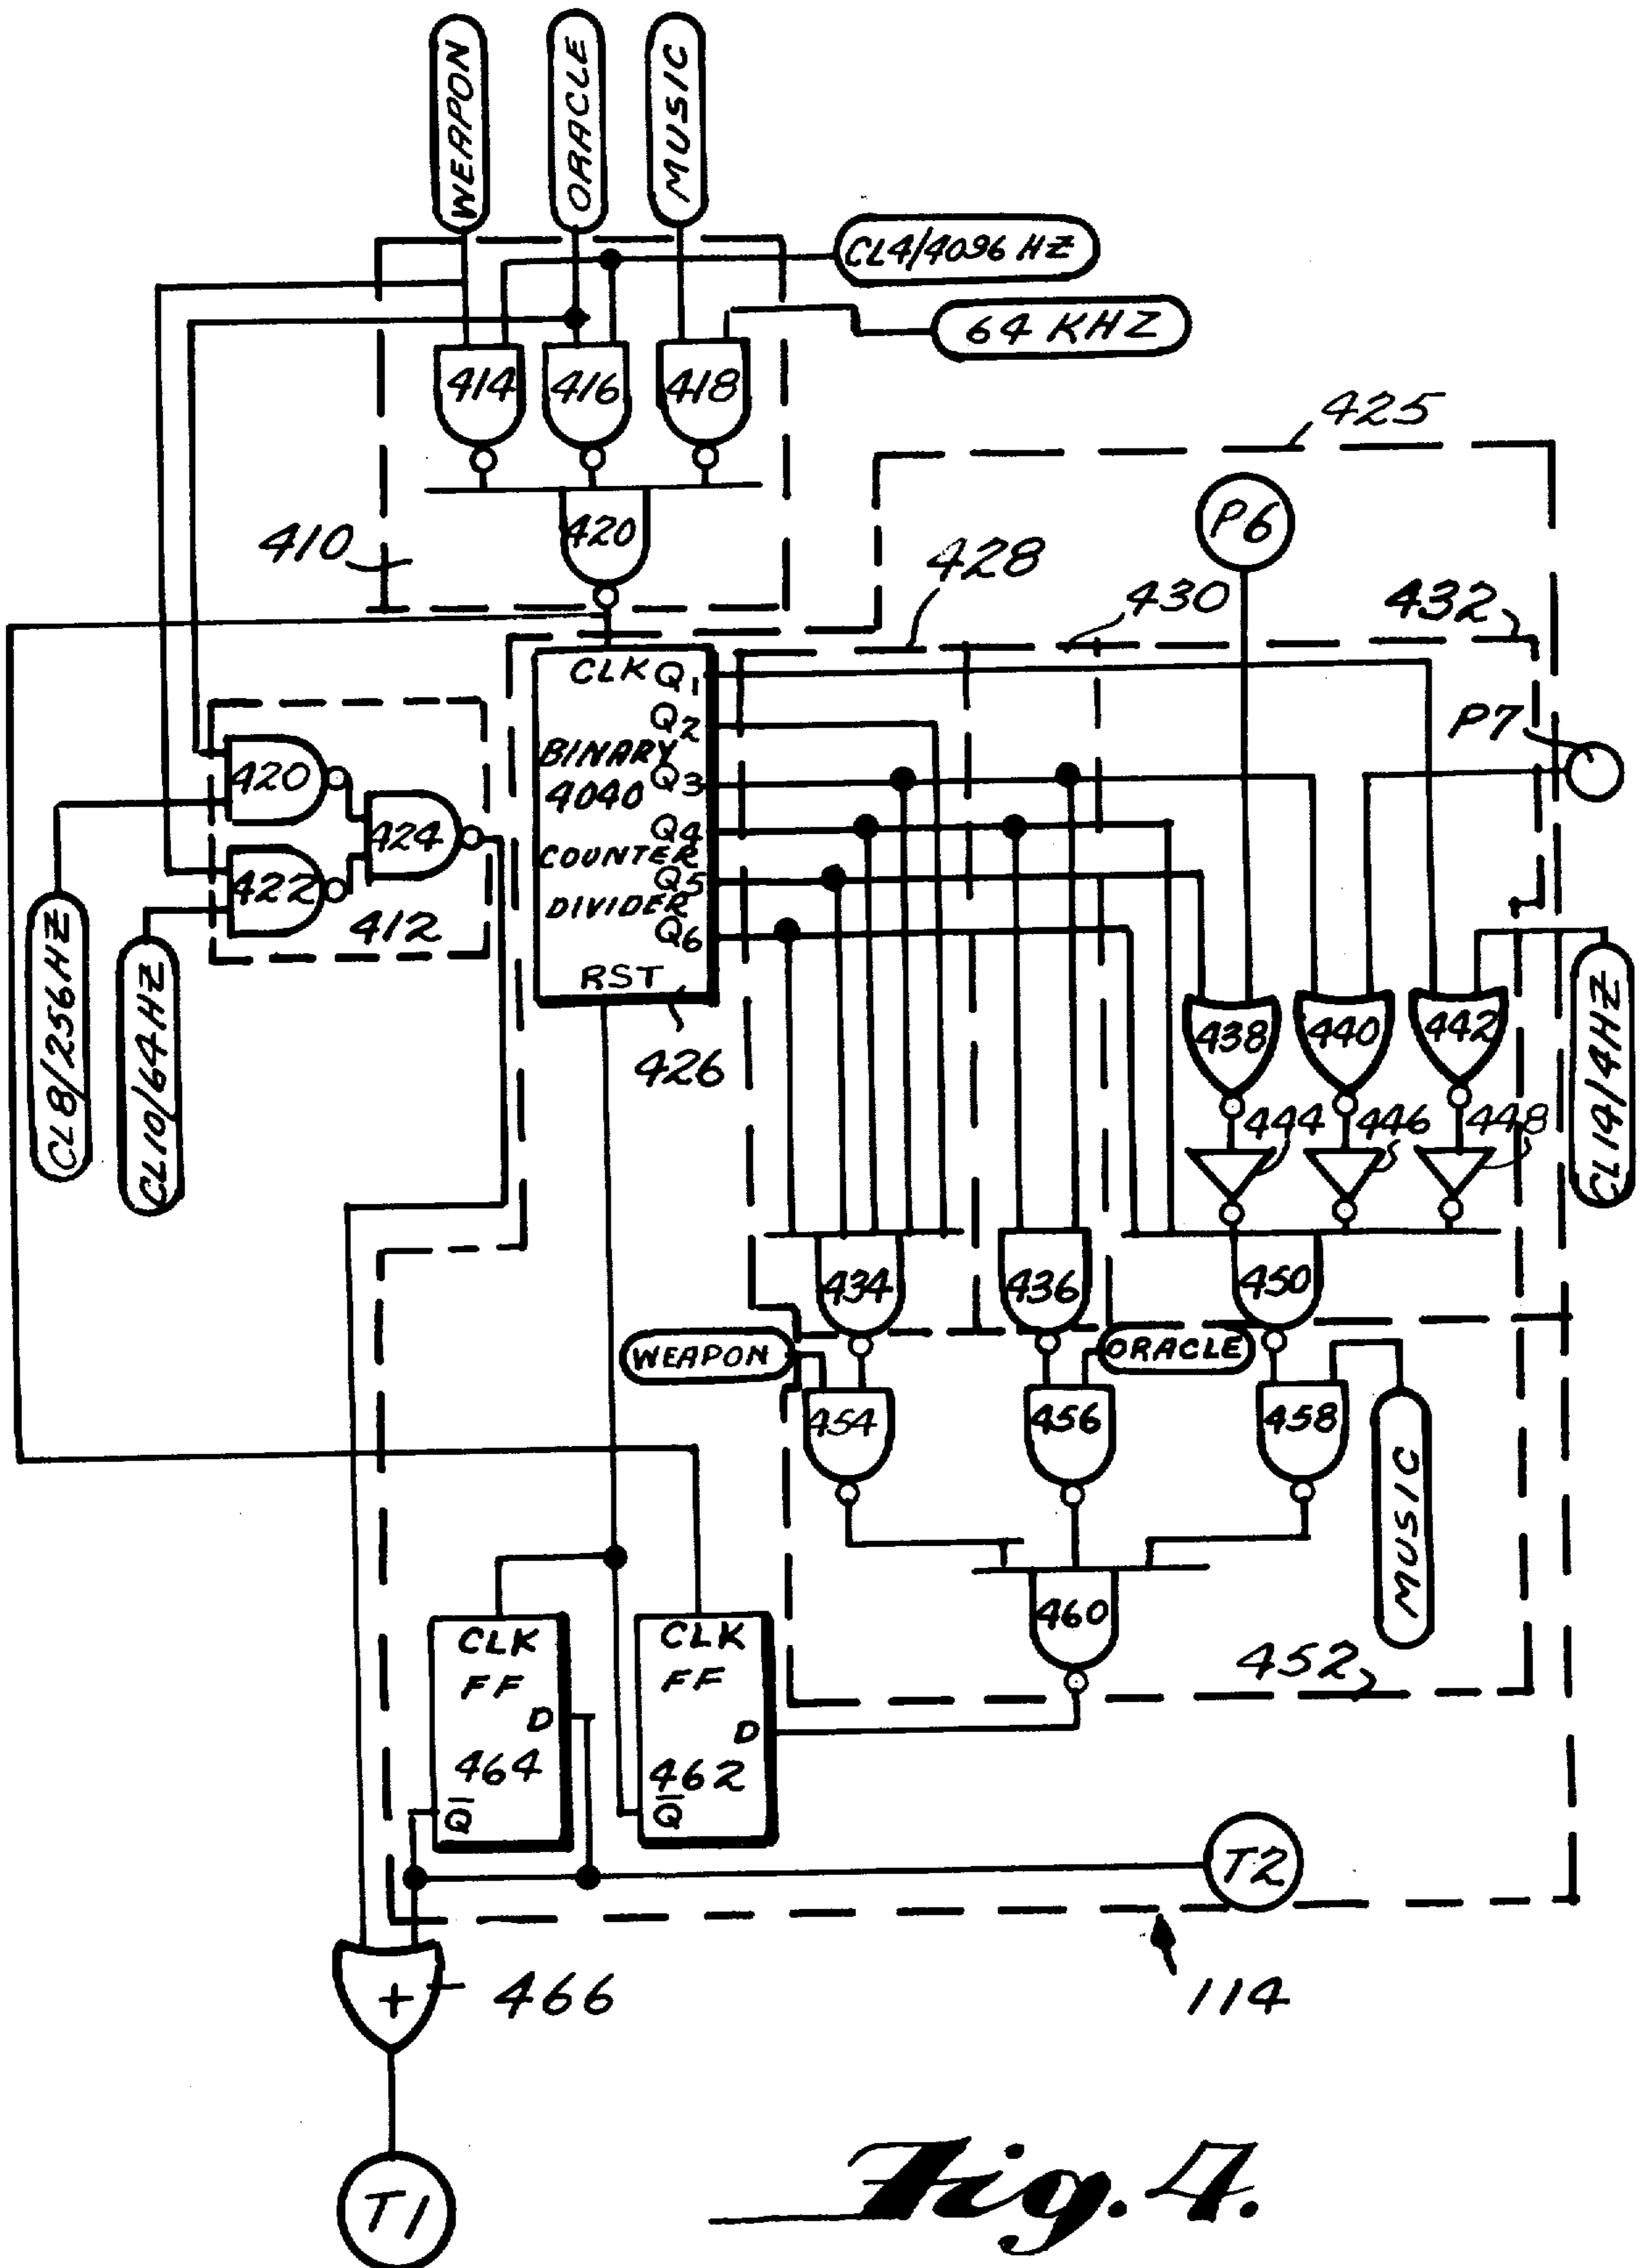 WEAPON
ORACLE
MUSIC
CL4/4096 HZ
64 KHZ
414
416
418
425
P6
420
410
428
430
432
CLK Q1
Q2
P7
BINARY
Q3
4040
Q4
COUNTER
Q5
DIVIDER
Q6
RST
426
420
424
422
412
CL8/256HZ
CL10/64HZ
438
440
442
CL14/4HZ
444
446
448
434
436
450
WEAPON
ORACLE
454
456
458
MUSIC
460
452
CLK
FF
D
464
Q̅
CLK
FF
D
462
Q̅
T2
+
466
114
T1
Fig. 4.